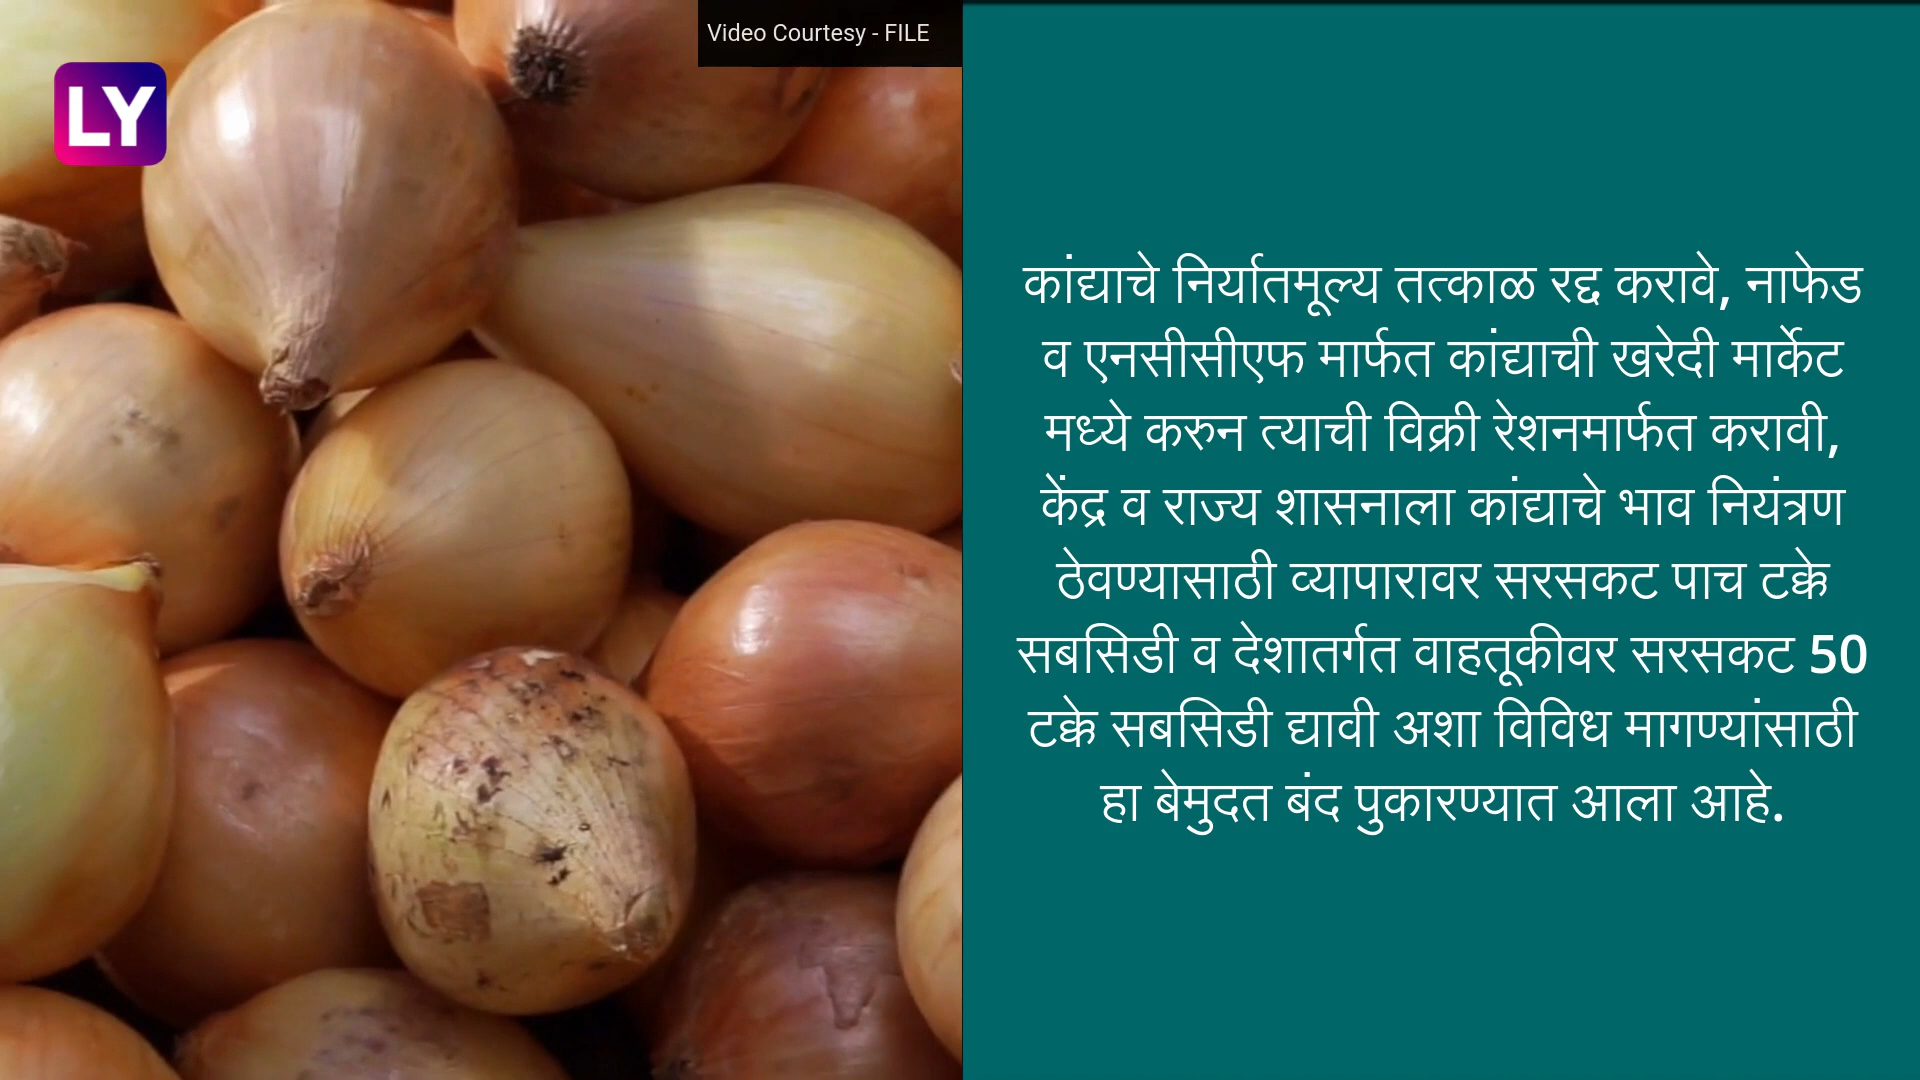 LY
Video Courtesy - FILE
कांद्याचे निर्यातमूल्य तत्काळ रद्द करावे, नाफेड
व एनसीसीएफ मार्फत कांद्याची खरेदी मार्केट
मध्ये करुन त्याची विक्री रेशनमार्फत करावी,
केंद्र व राज्य शासनाला कांद्याचे भाव नियंत्रण
ठेवण्यासाठी व्यापारावर सरसकट पाच टक्के
सबसिडी व देशातर्गत वाहतूकीवर सरसकट 50
टक्के सबसिडी द्यावी अशा विविध मागण्यांसाठी
हा बेमुदत बंद पुकारण्यात आला आहे.